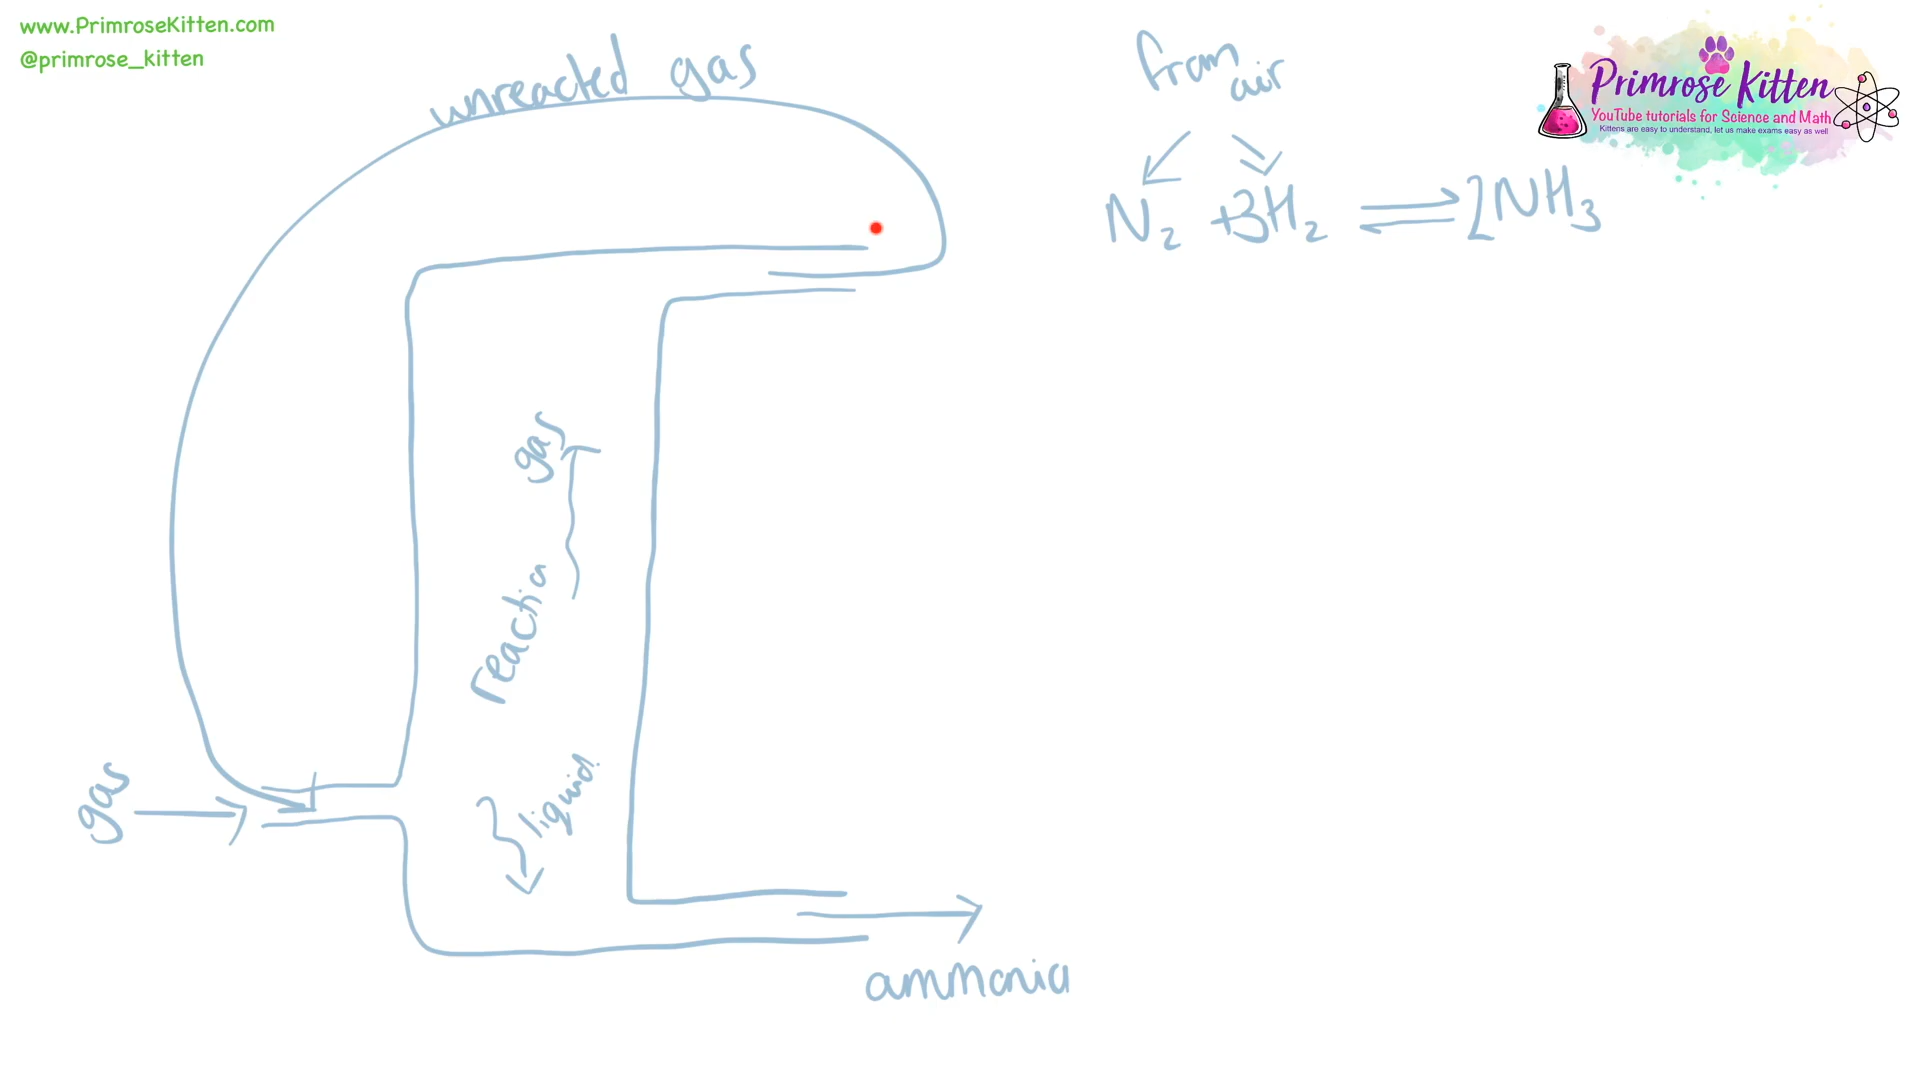 www.PrimroseKitten.com
@primrose_kitten
unreacted gas
from air
Primrose Kitten
YouTube tutorials for Science and Math
Kittens are easy to understand, let us make exams easy as well
N₂ + 3H₂ ⇌ 2NH₃
gas
reactio
liquid.
gas
ammonia